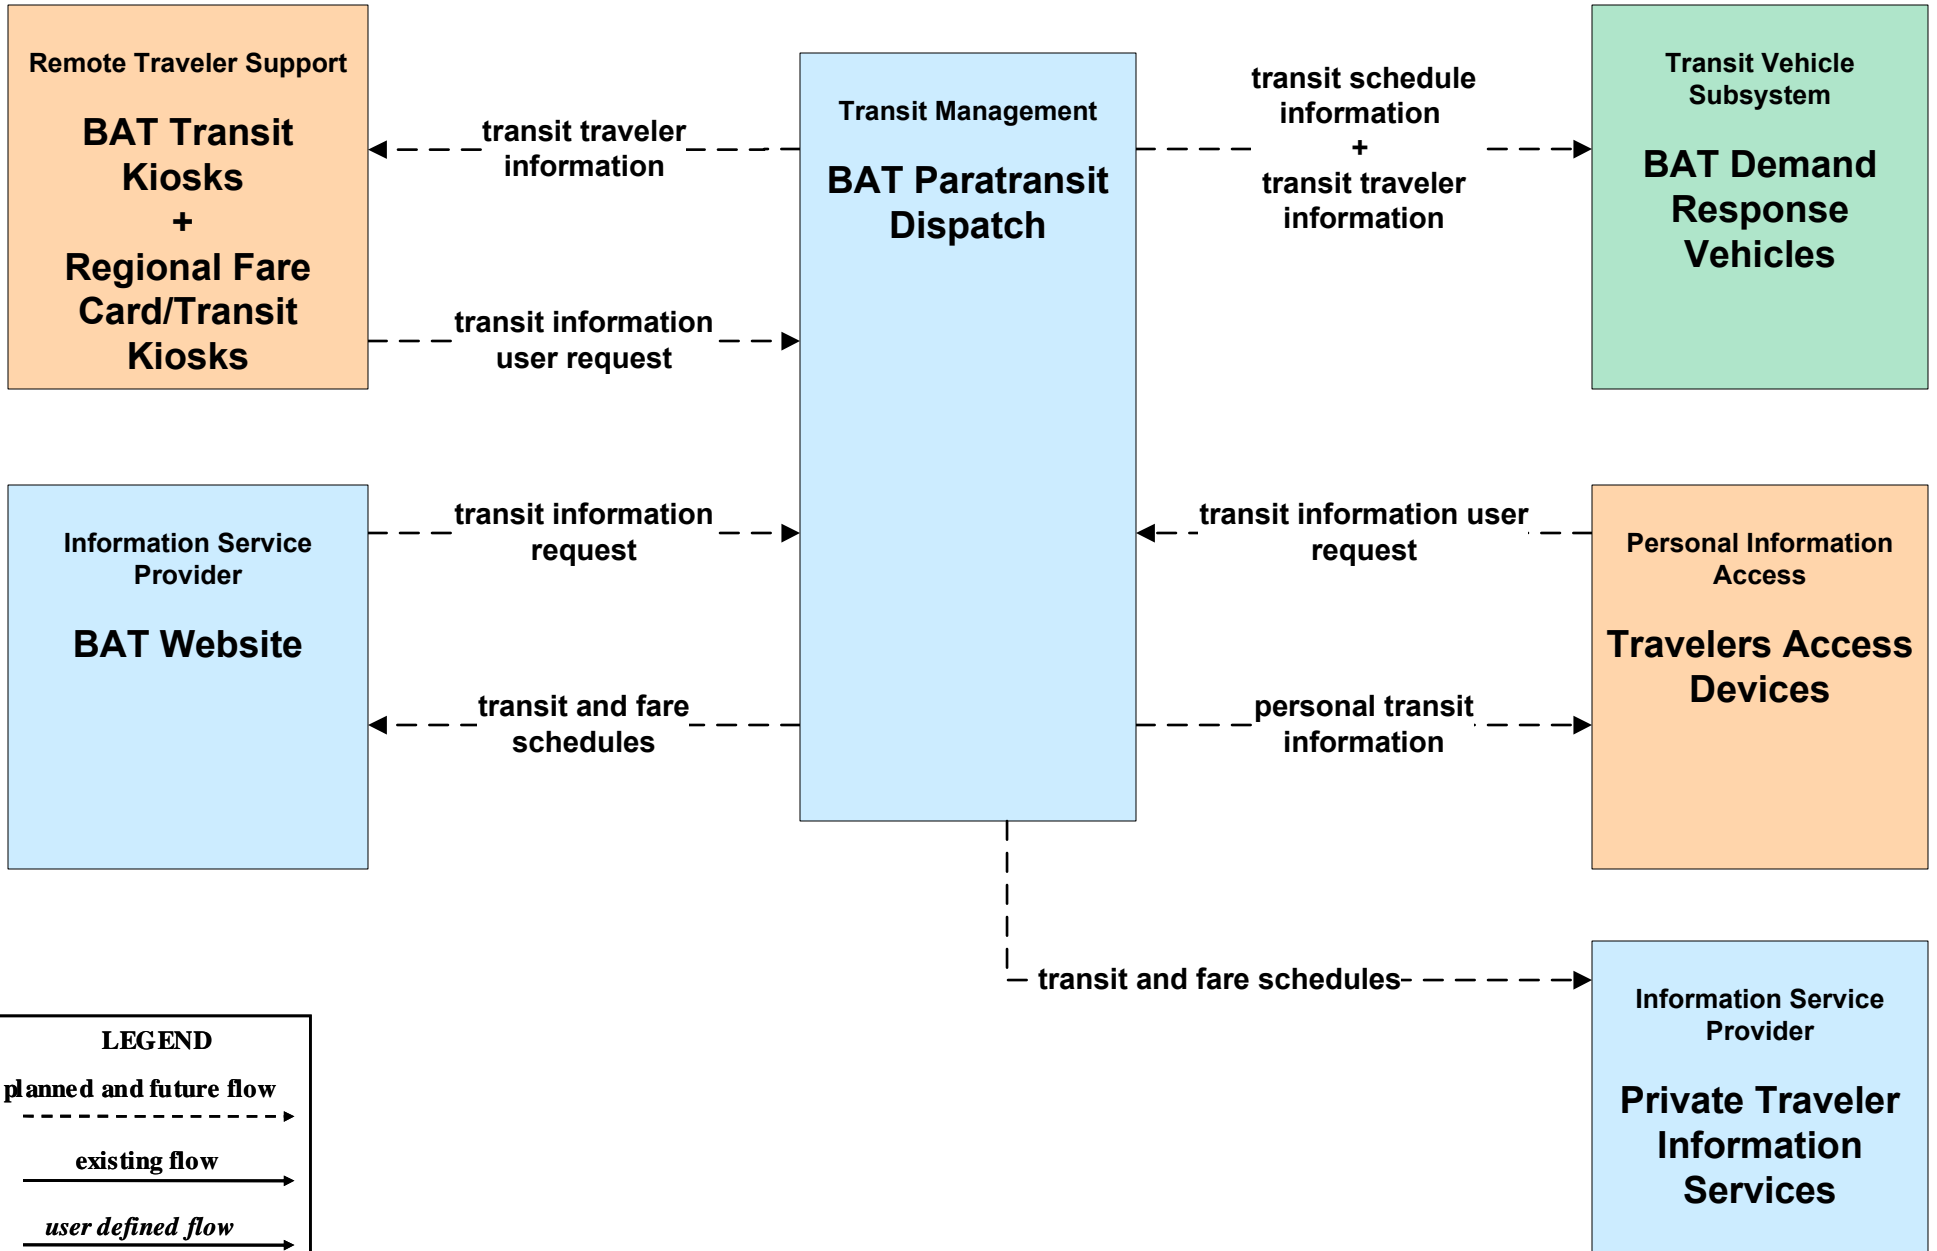 Remote Traveler Support
BAT Transit
Kiosks
+
Regional Fare
Card/Transit
Kiosks
transit traveler
information
transit information
user request
Transit Management
BAT Paratransit
Dispatch
transit schedule
information
+
transit traveler
information
Transit Vehicle
Subsystem
BAT Demand
Response
Vehicles
Information Service
Provider
BAT Website
transit information
request
transit and fare
schedules
transit information user
request
personal transit
information
Personal Information
Access
Travelers Access
Devices
transit and fare schedules
Information Service
Provider
Private Traveler
Information
Services
LEGEND
planned and future flow
existing flow
user defined flow